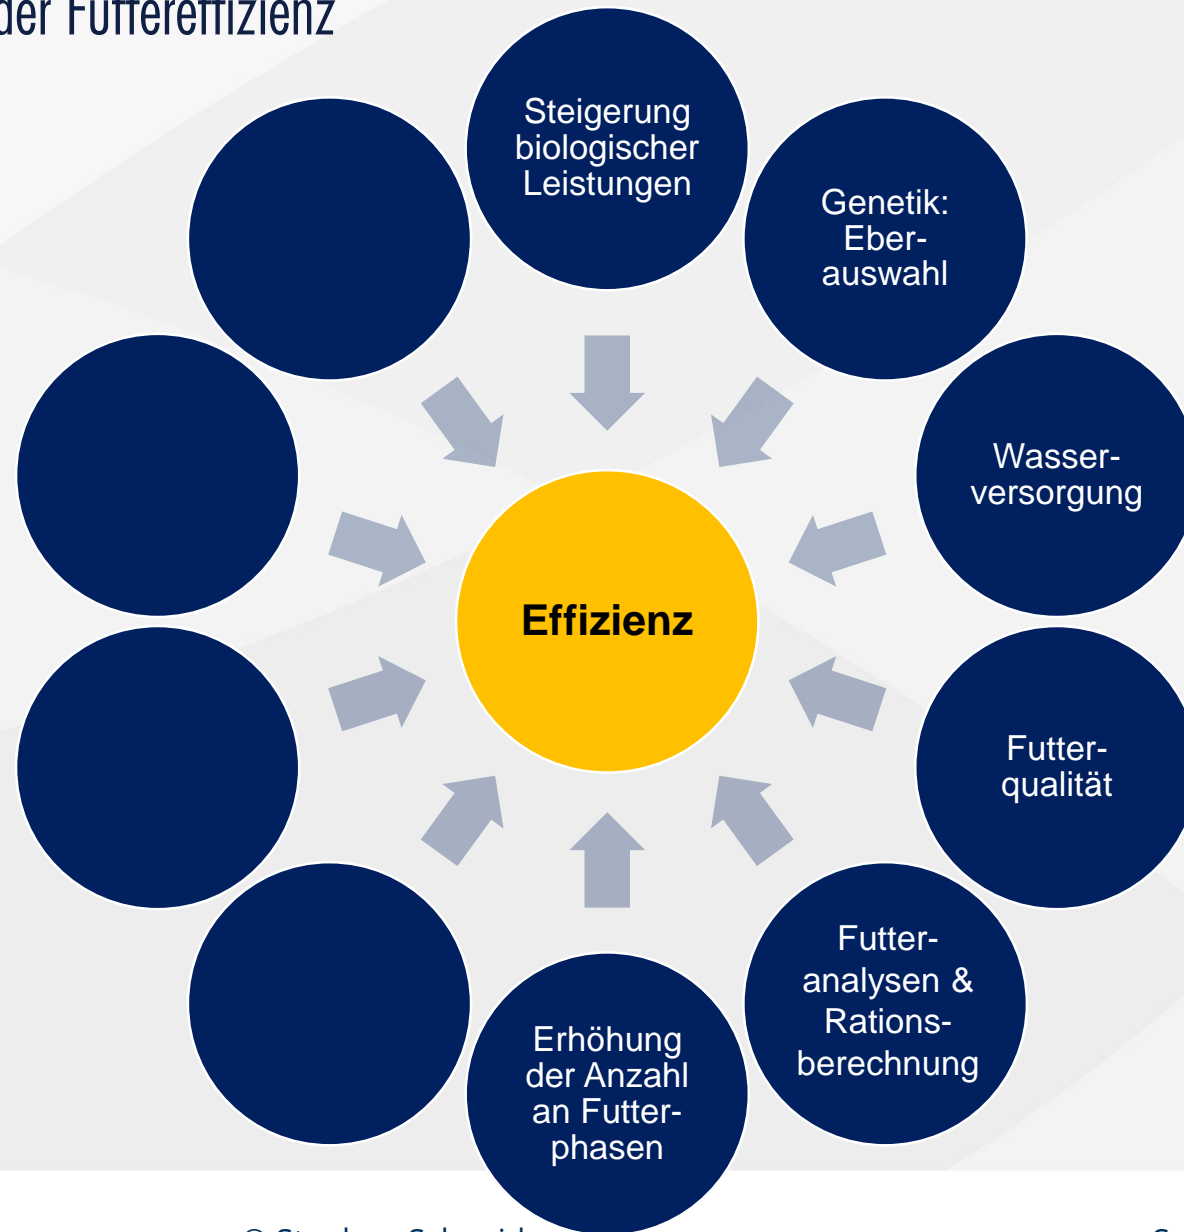 der Futtereffizienz
Steigerung
biologischer
Leistungen
Genetik:
Eber-
auswahl
Wasser-
versorgung
Futter-
qualität
Futter-
analysen &
Rations-
berechnung
Erhöhung
der Anzahl
an Futter-
phasen
Effizienz